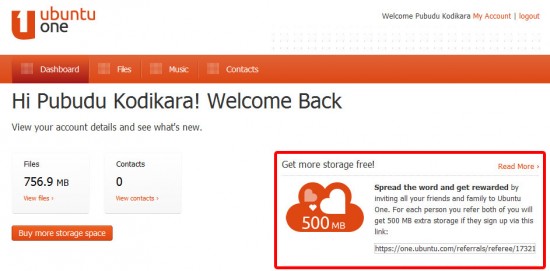 ubuntu
one
Welcome Pubudu Kodikara My Account | logout
Dashboard Files Music Contacts
Hi Pubudu Kodikara! Welcome Back
View your account details and see what's new.
Files
756.9 MB
View files ›
Contacts
0
View contacts ›
Buy more storage space
Get more storage free!
Read More ›
500 MB
Spread the word and get rewarded by
inviting all your friends and family to Ubuntu
One. For each person you refer both of you will
get 500 MB extra storage if they sign up via this
link:
https://one.ubuntu.com/referrals/referee/17321